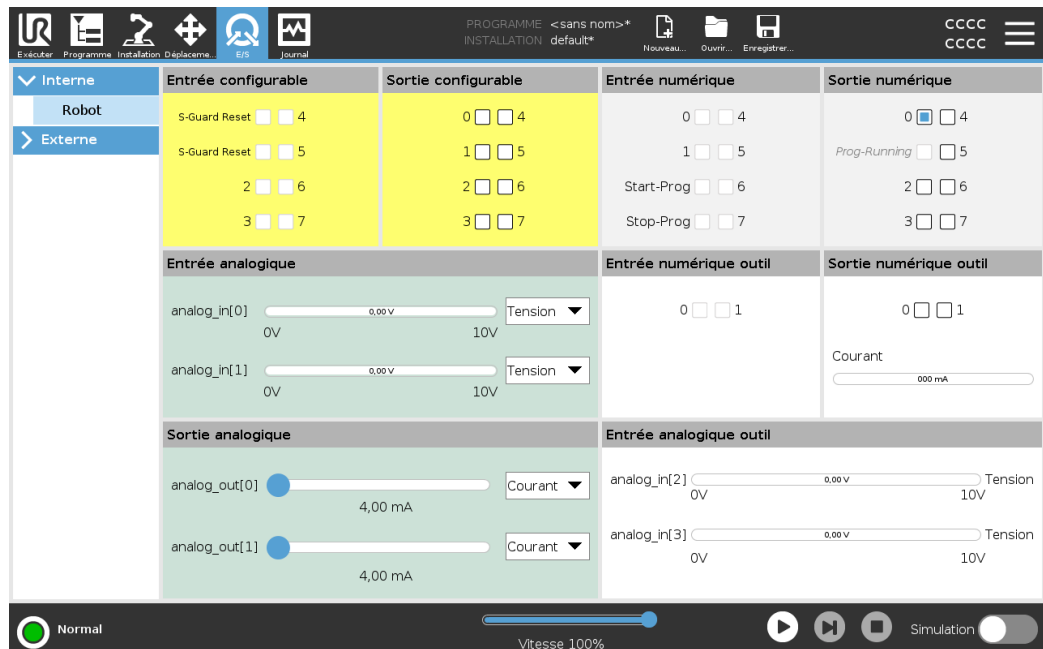 PROGRAMME <sans nom>*
INSTALLATION default*
CCCC
CCCC
UR
Exécuter Programme Installation Déplaceme... E/S Journal Nouveau... Ouvrir... Enregistrer...
Interne
Robot
Externe
Entrée configurable
S-Guard Reset 4
S-Guard Reset 5
2 6
3 7
Sortie configurable
0 4
1 5
2 6
3 7
Entrée numérique
0 4
1 5
Start-Prog 6
Stop-Prog 7
Sortie numérique
0 4
Prog-Running 5
2 6
3 7
Entrée analogique
analog_in[0] 0,00 V Tension
0V 10V
analog_in[1] 0,00 V Tension
0V 10V
Entrée numérique outil
0 1
Sortie numérique outil
0 1
Courant
000 mA
Sortie analogique
analog_out[0] Courant
4,00 mA
analog_out[1] Courant
4,00 mA
Entrée analogique outil
analog_in[2] 0,00 V Tension
0V 10V
analog_in[3] 0,00 V Tension
0V 10V
Normal
Vitesse 100%
Simulation